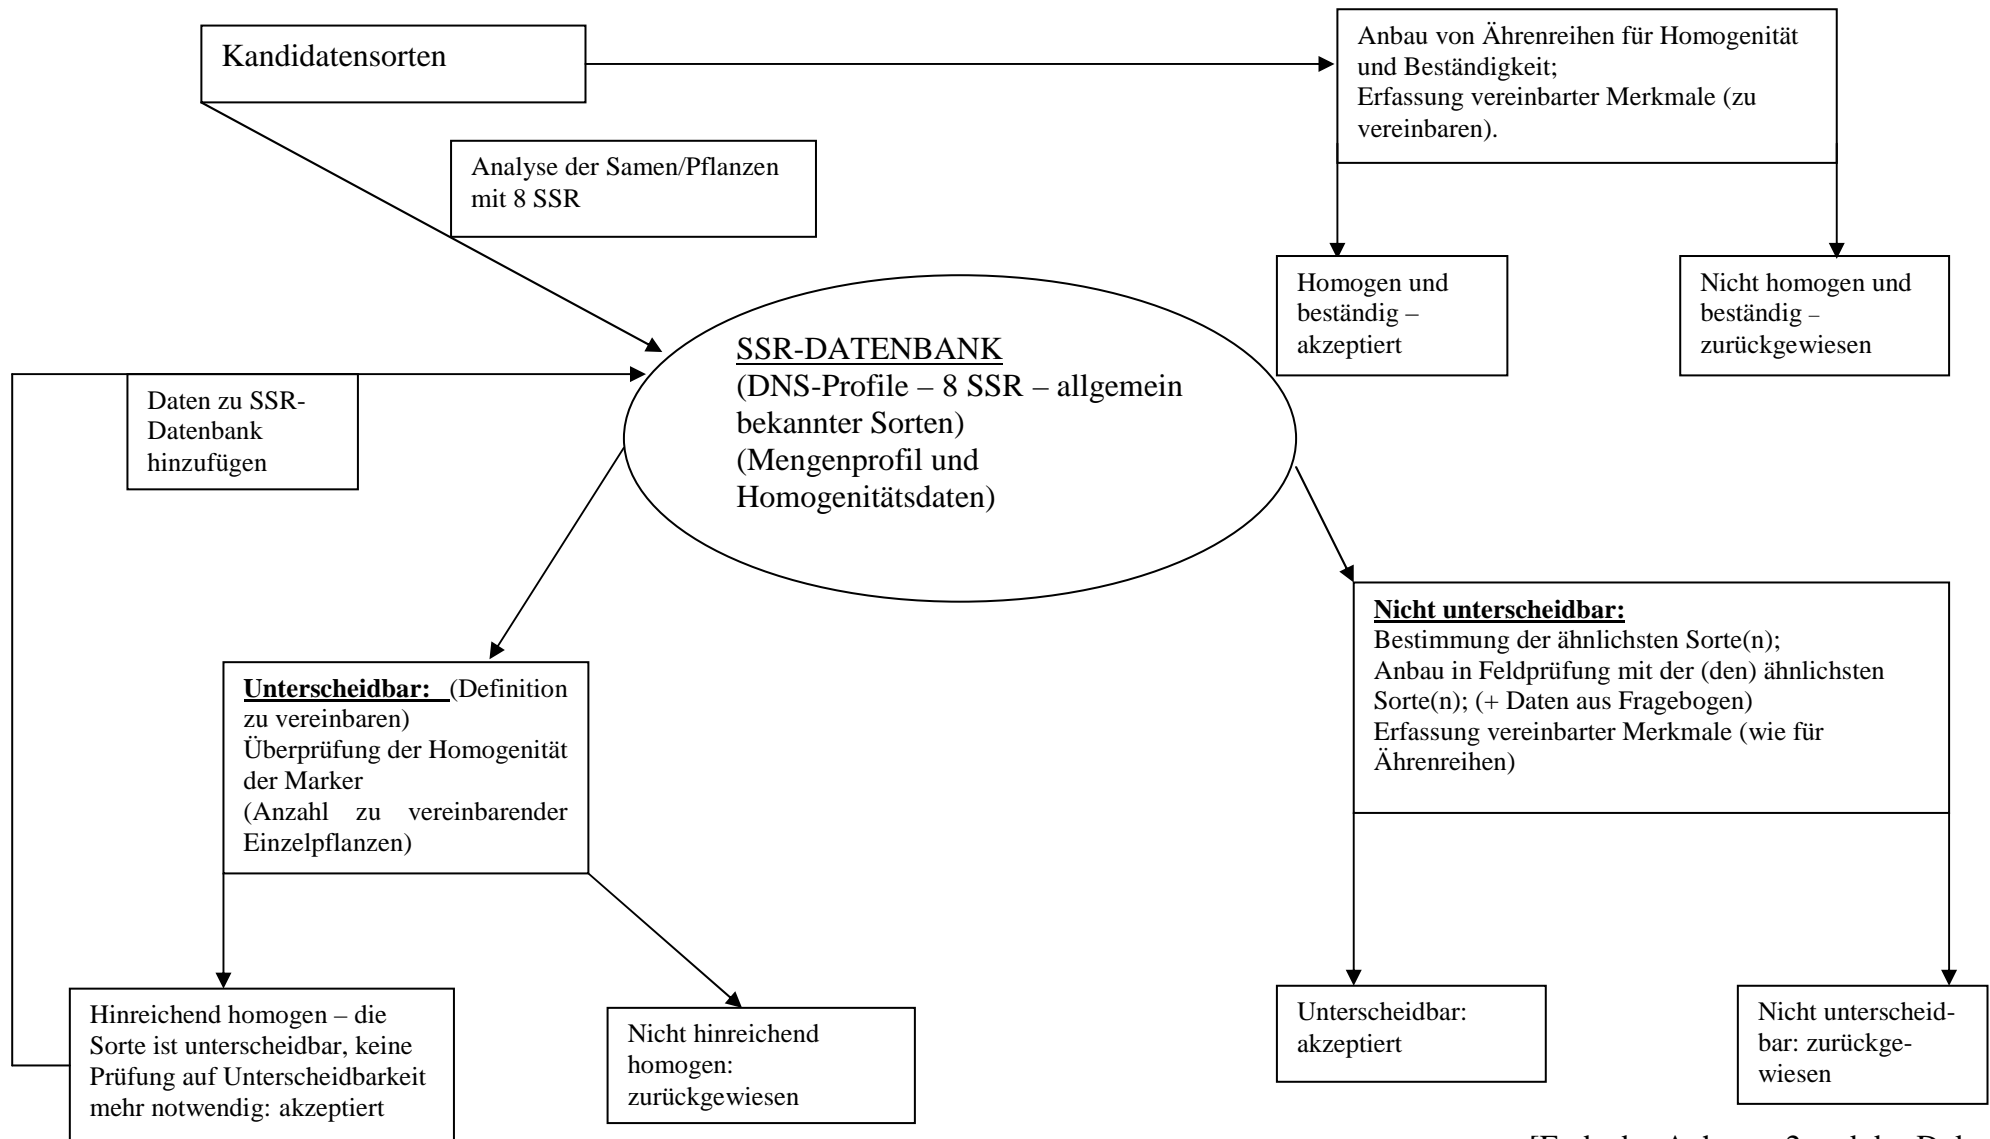 Kandidatensorten
Anbau von Ährenreihen für Homogenität
und Beständigkeit;
Erfassung vereinbarter Merkmale (zu
vereinbaren).
Analyse der Samen/Pflanzen
mit 8 SSR
Homogen und
beständig –
akzeptiert
Nicht homogen und
beständig –
zurückgewiesen
SSR-DATENBANK
(DNS-Profile – 8 SSR – allgemein
bekannter Sorten)
(Mengenprofil und
Homogenitätsdaten)
Daten zu SSR-
Datenbank
hinzufügen
Unterscheidbar: (Definition
zu vereinbaren)
Überprüfung der Homogenität
der Marker
(Anzahl zu vereinbarender
Einzelpflanzen)
Nicht unterscheidbar:
Bestimmung der ähnlichsten Sorte(n);
Anbau in Feldprüfung mit der (den) ähnlichsten
Sorte(n); (+ Daten aus Fragebogen)
Erfassung vereinbarter Merkmale (wie für
Ährenreihen)
Hinreichend homogen – die
Sorte ist unterscheidbar, keine
Prüfung auf Unterscheidbarkeit
mehr notwendig: akzeptiert
Nicht hinreichend
homogen:
zurückgewiesen
Unterscheidbar:
akzeptiert
Nicht unterscheid-
bar: zurückge-
wiesen